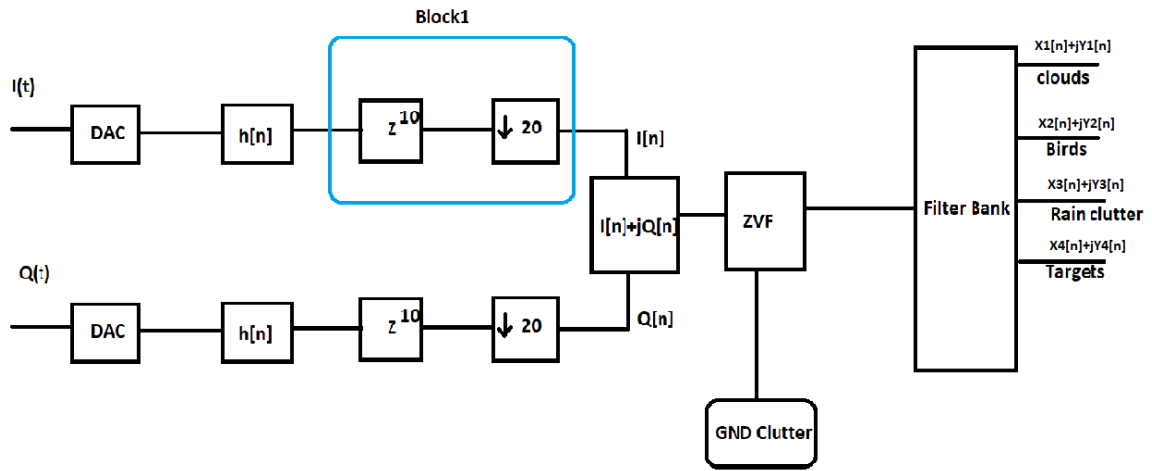 Block1
I(t)
DAC
h[n]
z^10
↓ 20
I[n]
I[n]+jQ[n]
ZVF
GND Clutter
Filter Bank
X1[n]+jY1[n]
clouds
X2[n]+jY2[n]
Birds
X3[n]+jY3[n]
Rain clutter
X4[n]+jY4[n]
Targets
Q(t)
DAC
h[n]
z^10
↓ 20
Q[n]